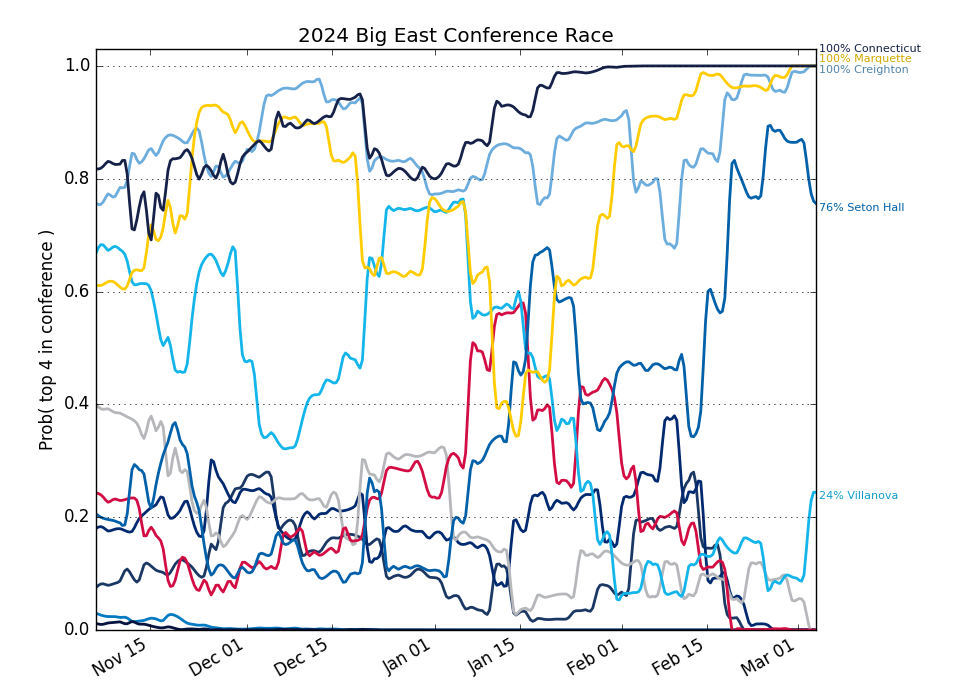 2024 Big East Conference Race
100% Connecticut
100% Marquette
100% Creighton
76% Seton Hall
24% Villanova
Prob( top 4 in conference )
1.0
0.8
0.6
0.4
0.2
0.0
Nov 15
Dec 01
Dec 15
Jan 01
Jan 15
Feb 01
Feb 15
Mar 01